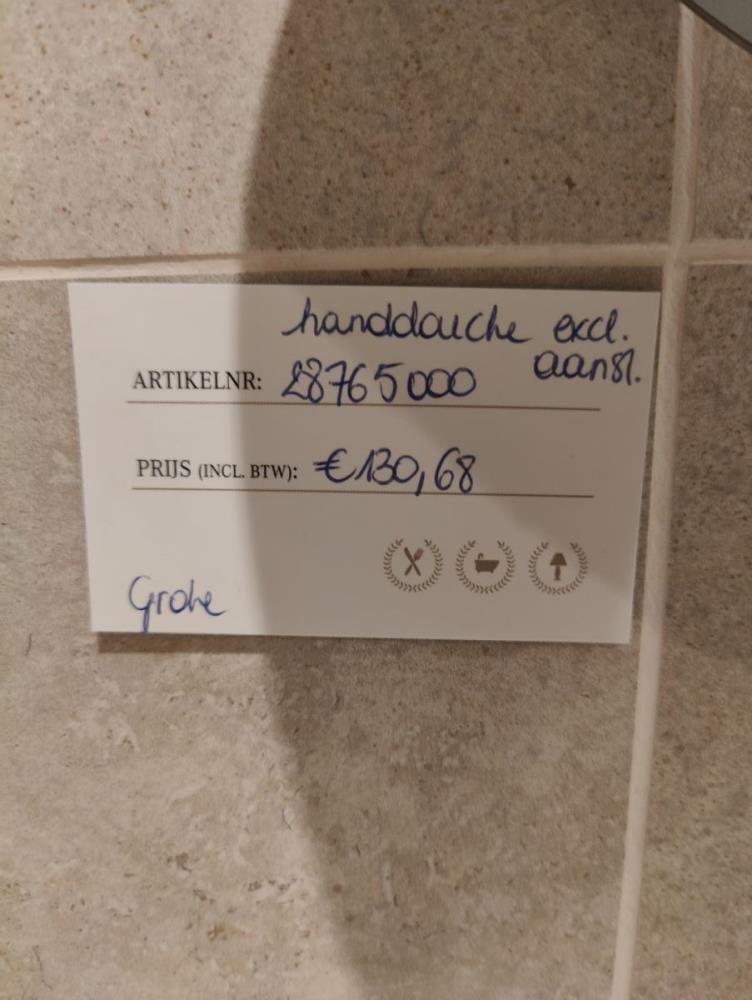 handdouche excl.
aansl.
ARTIKELNR: 28765000
PRIJS (INCL. BTW): €130,68
Grohe